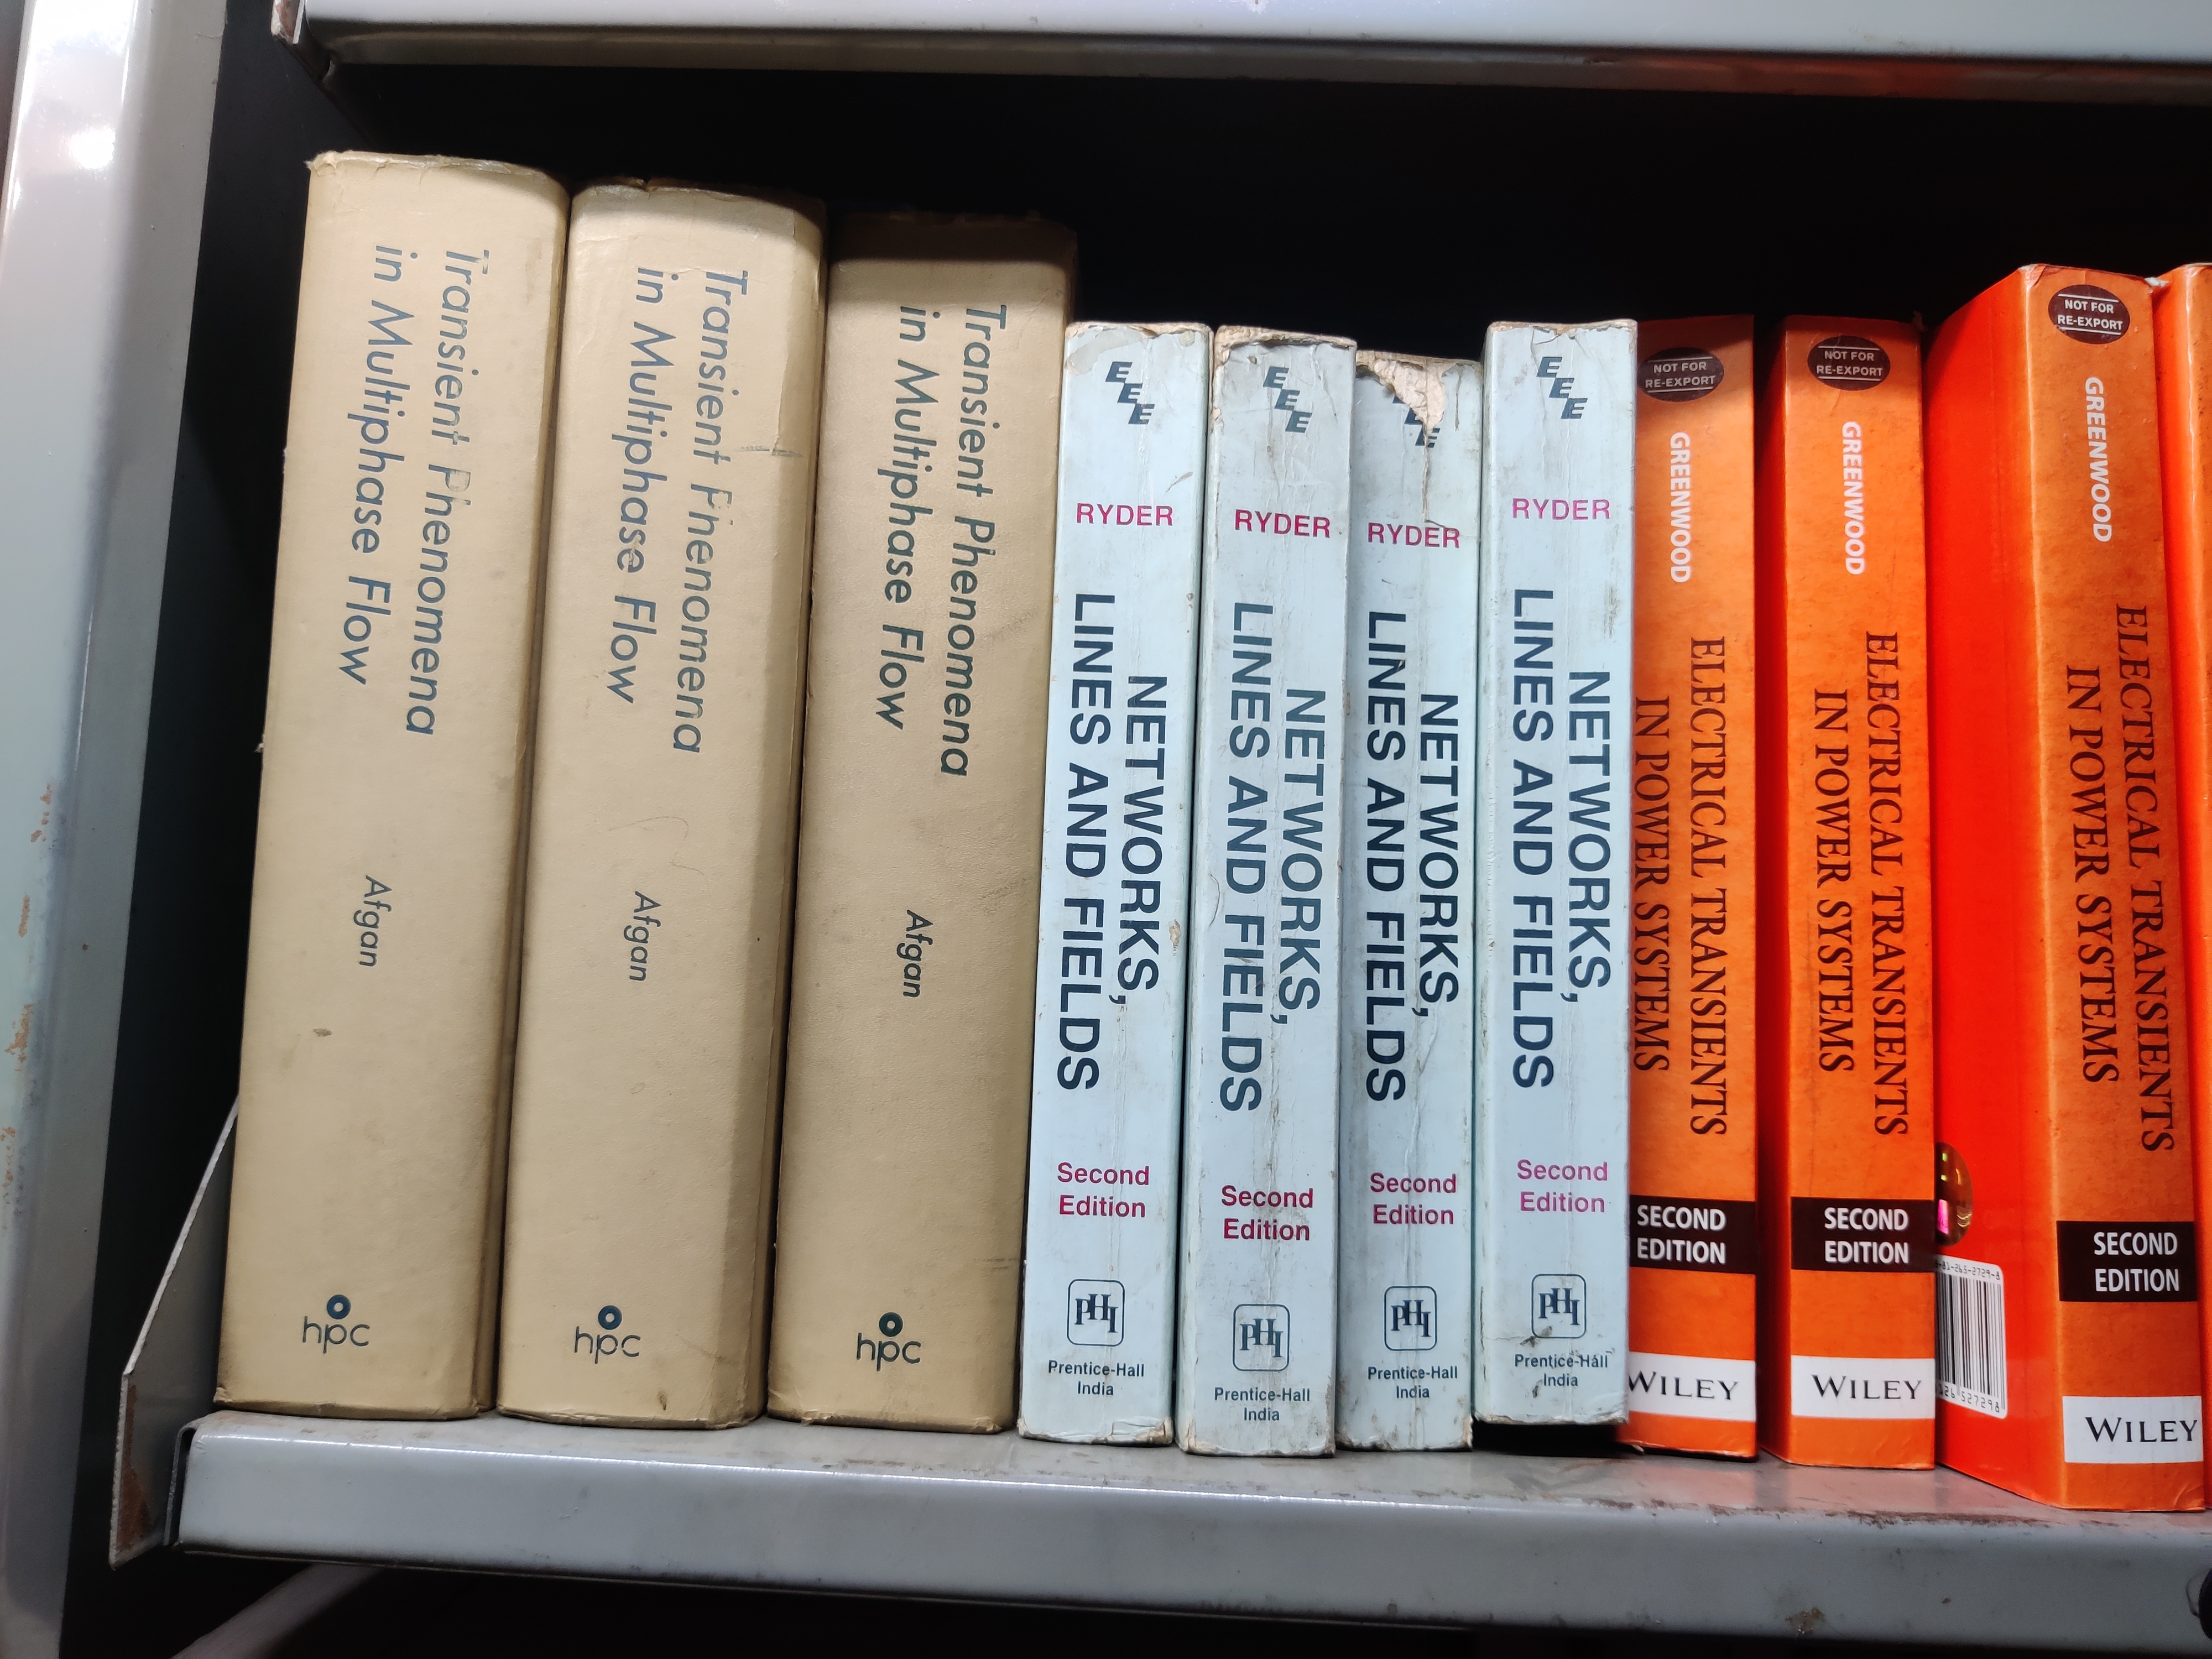 Transient Phenomena
in Multiphase Flow
Afgan
hpc
Transient Phenomena
in Multiphase Flow
Afgan
hpc
Transient Phenomena
in Multiphase Flow
Afgan
hpc
EEE
RYDER
NETWORKS,
LINES AND FIELDS
Second
Edition
PHI
Prentice-Hall
India
EEE
RYDER
NETWORKS,
LINES AND FIELDS
Second
Edition
PHI
Prentice-Hall
India
EE
RYDER
NETWORKS,
LINES AND FIELDS
Second
Edition
PHI
Prentice-Hall
India
EEE
RYDER
NETWORKS,
LINES AND FIELDS
Second
Edition
PHI
Prentice-Hall
India
NOT FOR
RE-EXPORT
GREENWOOD
ELECTRICAL TRANSIENTS
IN POWER SYSTEMS
SECOND
EDITION
WILEY
NOT FOR
RE-EXPORT
GREENWOOD
ELECTRICAL TRANSIENTS
IN POWER SYSTEMS
SECOND
EDITION
WILEY
NOT FOR
RE-EXPORT
GREENWOOD
ELECTRICAL TRANSIENTS
IN POWER SYSTEMS
SECOND
EDITION
WILEY